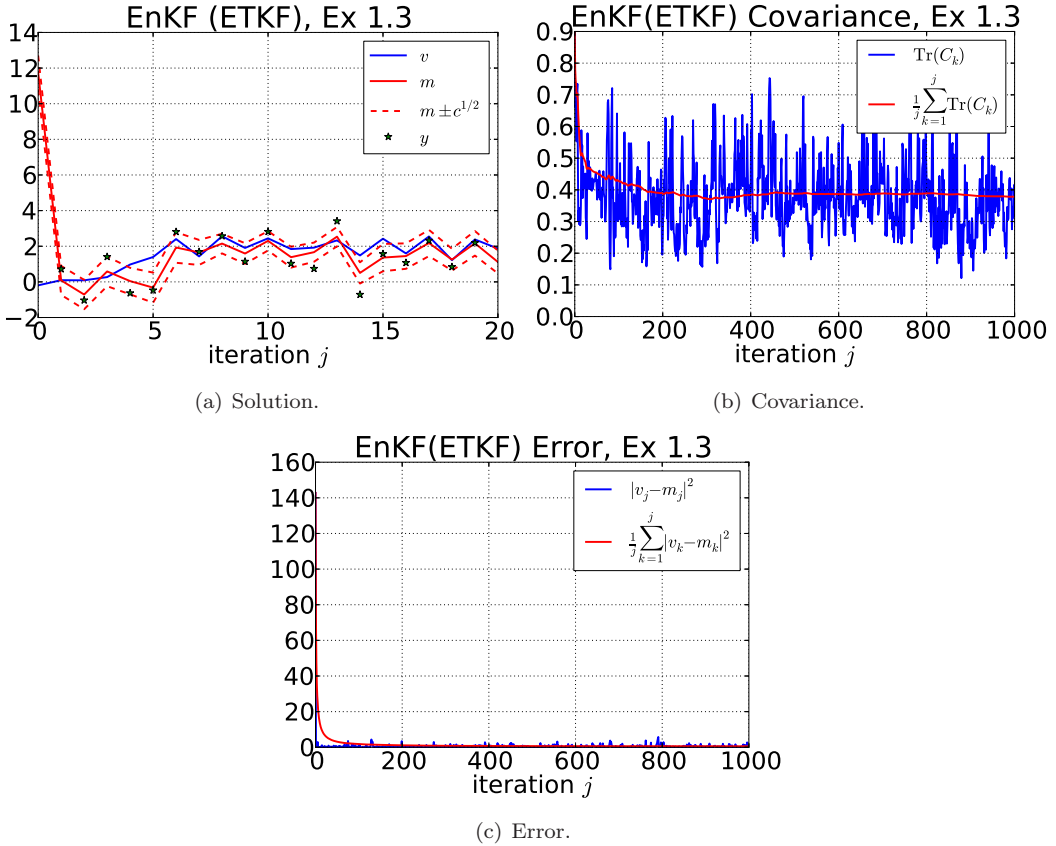 EnKF (ETKF), Ex 1.3
14
12
10
8
6
4
2
0
−2
0 5 10 15 20
iteration j
v
m
m ± c^{1/2}
y
(a) Solution.
EnKF(ETKF) Covariance, Ex 1.3
0.9
0.8
0.7
0.6
0.5
0.4
0.3
0.2
0.1
0.0
0 200 400 600 800 1000
iteration j
Tr(C_k)
\frac{1}{j}\sum_{k=1}^{j} Tr(C_k)
(b) Covariance.
EnKF(ETKF) Error, Ex 1.3
160
140
120
100
80
60
40
20
0
0 200 400 600 800 1000
iteration j
|v_j−m_j|^2
\frac{1}{j}\sum_{k=1}^{j} |v_k−m_k|^2
(c) Error.